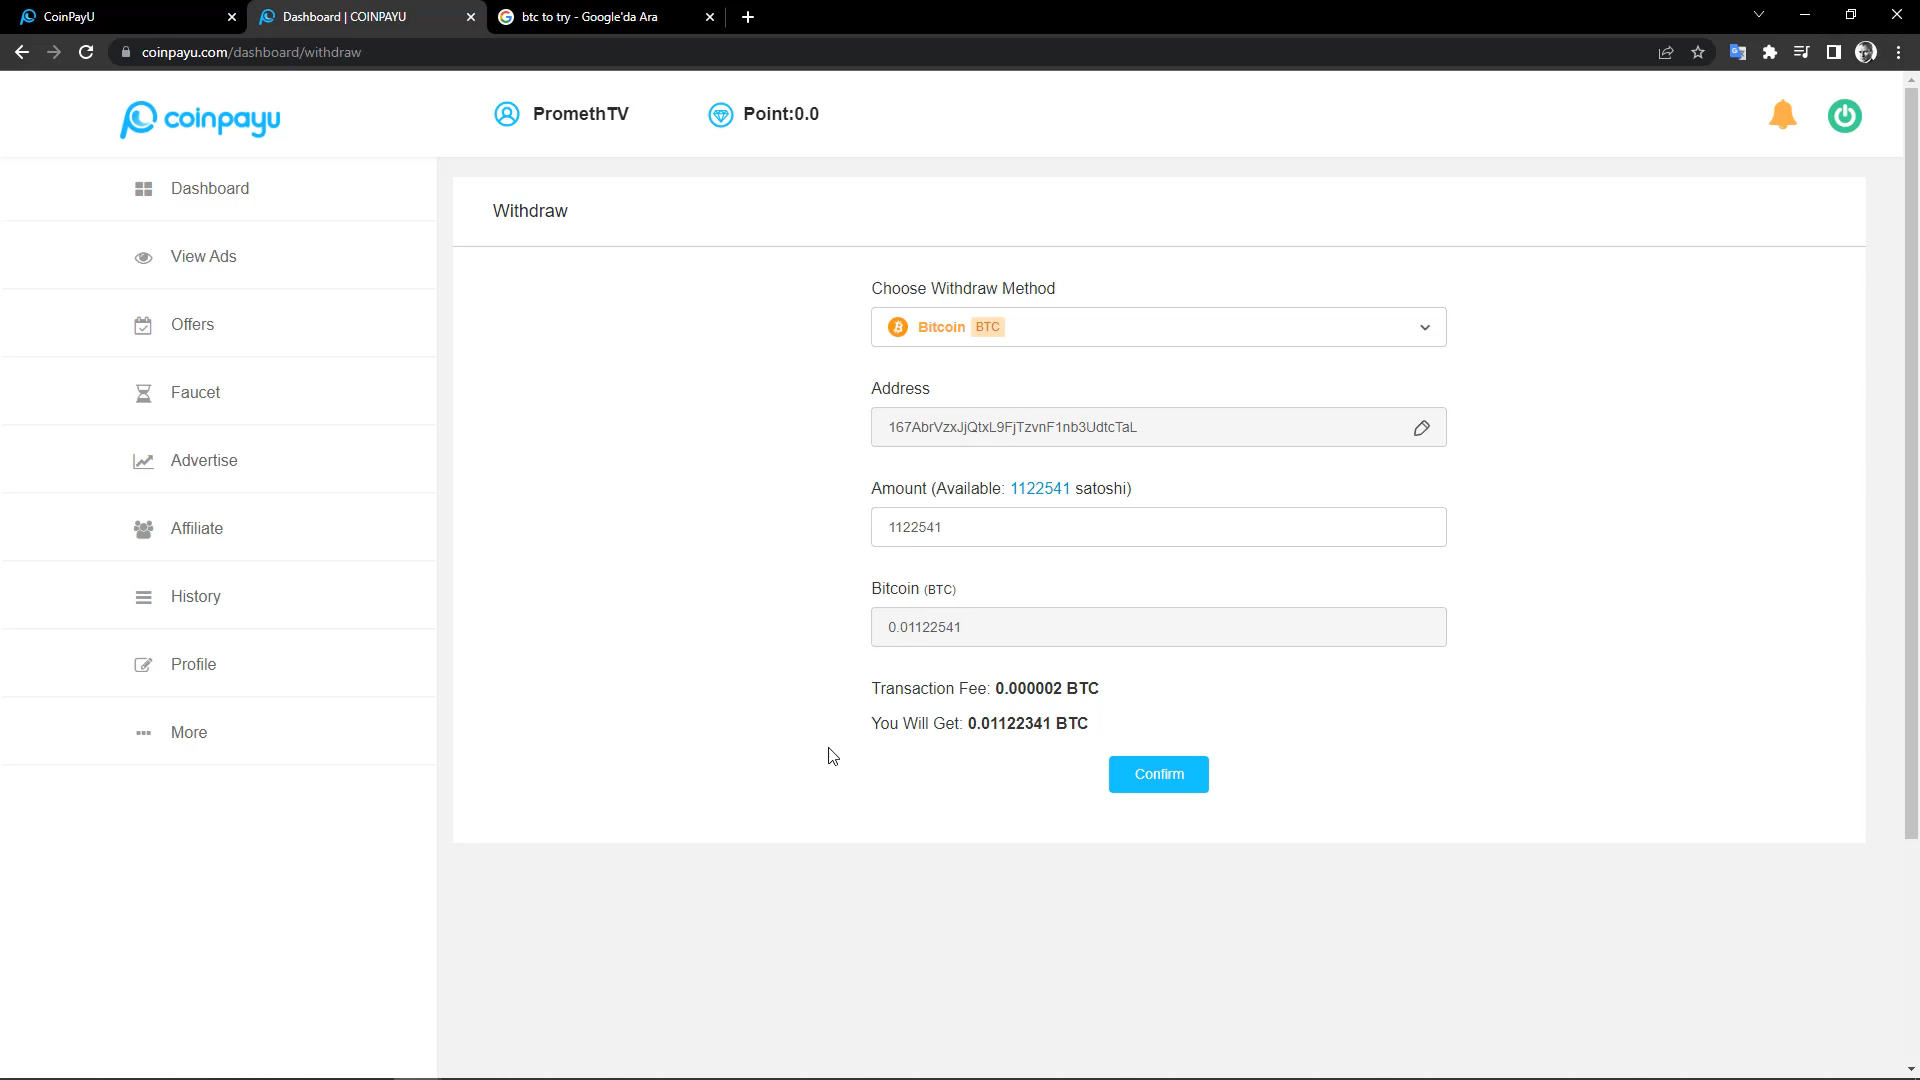 CoinPayU
Dashboard | COINPAYU
btc to try - Google'da Ara
coinpayu.com/dashboard/withdraw
coinpayu
PromethTV
Point:0.0
Dashboard
View Ads
Offers
Faucet
Advertise
Affiliate
History
Profile
More
Withdraw
Choose Withdraw Method
Bitcoin BTC
Address
167AbrVzxJjQtxL9FjTzvnF1nb3UdtcTaL
Amount (Available: 1122541 satoshi)
1122541
Bitcoin (BTC)
0.01122541
Transaction Fee: 0.000002 BTC
You Will Get: 0.01122341 BTC
Confirm